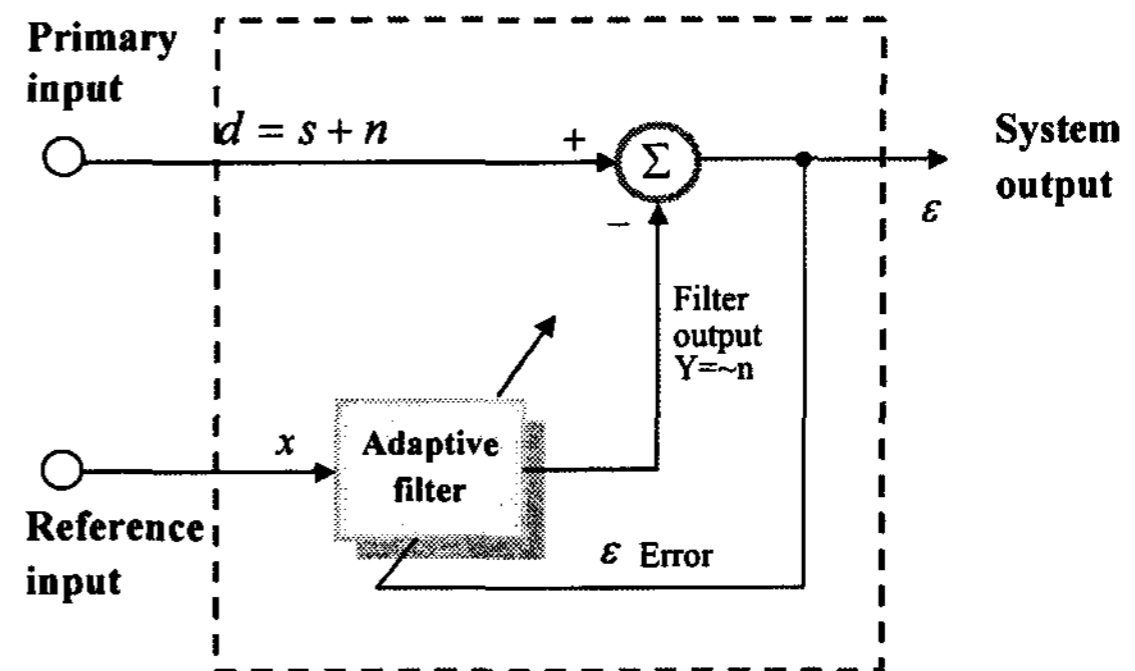 Primary
input
d = s + n
+
Σ
System
output
ε
−
Filter
output
Y=~n
x
Adaptive
filter
Reference
input
ε Error